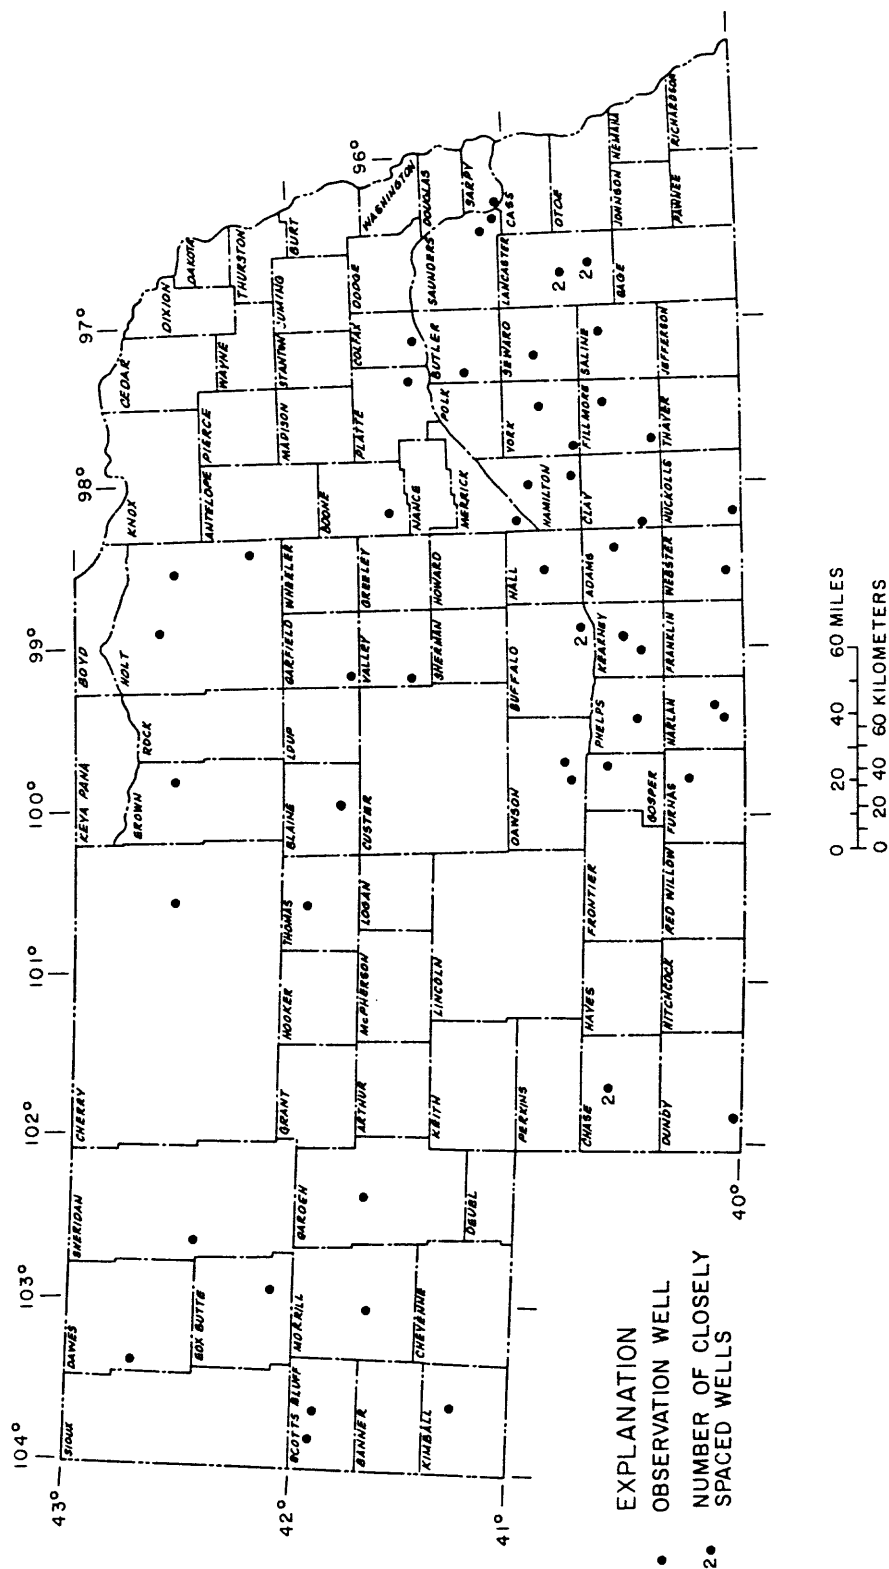 104°
103°
102°
101°
100°
99°
98°
97°
96°
43°
42°
41°
40°
SIOUX
DAWES
SHERIDAN
CHERRY
KEYA PAHA
BOYD
BROWN
ROCK
HOLT
KNOX
CEDAR
DIXION
DAKOTA
BOX BUTTE
ANTELOPE
PIERCE
WAYNE
THURSTON
SCOTTS BLUFF
MORRILL
GARDEN
GRANT
HOOKER
THOMAS
BLAINE
LOUP
GARFIELD
WHEELER
BOONE
MADISON
STANTON
CUMING
BURT
BANNER
ARTHUR
McPHERSON
LOGAN
CUSTER
VALLEY
GREELEY
NANCE
PLATTE
COLFAX
DODGE
WASHINGTON
KIMBALL
CHEYENNE
DEUEL
KEITH
LINCOLN
SHERMAN
HOWARD
MERRICK
POLK
BUTLER
SAUNDERS
DOUGLAS
SARPY
PERKINS
DAWSON
BUFFALO
HALL
HAMILTON
YORK
SEWARD
LANCASTER
CASS
OTOE
CHASE
HAYES
FRONTIER
GOSPER
PHELPS
KEARNEY
ADAMS
CLAY
FILLMORE
SALINE
GAGE
JOHNSON
NEMAHA
DUNDY
HITCHCOCK
RED WILLOW
FURNAS
HARLAN
FRANKLIN
WEBSTER
NUCKOLLS
THAYER
JEFFERSON
PAWNEE
RICHARDSON
2
2
2
2
EXPLANATION
OBSERVATION WELL
2 NUMBER OF CLOSELY
SPACED WELLS
0 20 40 60 MILES
0 20 40 60 KILOMETERS